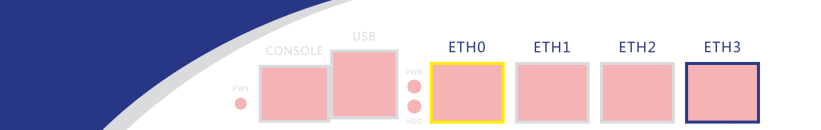 USB
CONSOLE
ETH0 ETH1 ETH2 ETH3
PWR
PWS
HDD